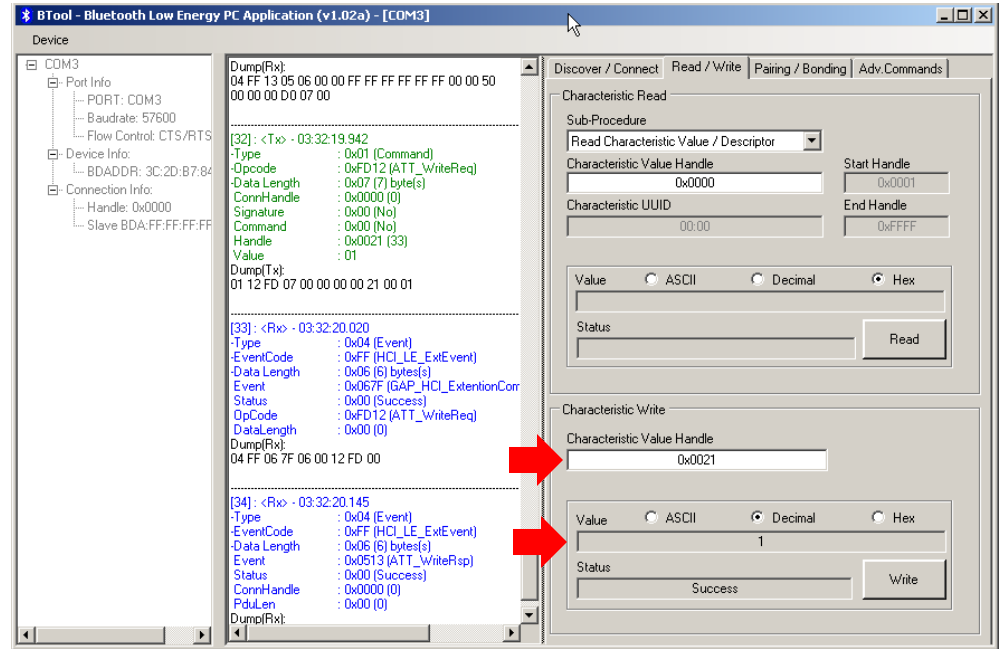 BTool - Bluetooth Low Energy PC Application (v1.02a) - [COM3]
Device
COM3
Port Info
PORT: COM3
Baudrate: 57600
Flow Control: CTS/RTS
Device Info:
BDADDR: 3C:2D:B7:84
Connection Info:
Handle: 0x0000
Slave BDA:FF:FF:FF:FF
Dump(Rx):
04 FF 13 05 06 00 00 FF FF FF FF FF FF 00 00 50
00 00 00 D0 07 00
[32] : <Tx> - 03:32:19.942
-Type : 0x01 (Command)
-Opcode : 0xFD12 (ATT_WriteReq)
-Data Length : 0x07 (7) byte(s)
ConnHandle : 0x0000 (0)
Signature : 0x00 (No)
Command : 0x00 (No)
Handle : 0x0021 (33)
Value : 01
Dump(Tx):
01 12 FD 07 00 00 00 00 21 00 01
[33] : <Rx> - 03:32:20.020
-Type : 0x04 (Event)
-EventCode : 0xFF (HCI_LE_ExtEvent)
-Data Length : 0x06 (6) bytes(s)
Event : 0x067F (GAP_HCI_ExtentionCom
Status : 0x00 (Success)
OpCode : 0xFD12 (ATT_WriteReq)
DataLength : 0x00 (0)
Dump(Rx):
04 FF 06 7F 06 00 12 FD 00
[34] : <Rx> - 03:32:20.145
-Type : 0x04 (Event)
-EventCode : 0xFF (HCI_LE_ExtEvent)
-Data Length : 0x06 (6) bytes(s)
Event : 0x0513 (ATT_WriteRsp)
Status : 0x00 (Success)
ConnHandle : 0x0000 (0)
PduLen : 0x00 (0)
Dump(Rx):
Discover / Connect Read / Write Pairing / Bonding Adv.Commands
Characteristic Read
Sub-Procedure
Read Characteristic Value / Descriptor
Characteristic Value Handle Start Handle
0x0000 0x0001
Characteristic UUID End Handle
00:00 0xFFFF
Value ASCII Decimal Hex
Status
Read
Characteristic Write
Characteristic Value Handle
0x0021
Value ASCII Decimal Hex
1
Status
Success Write